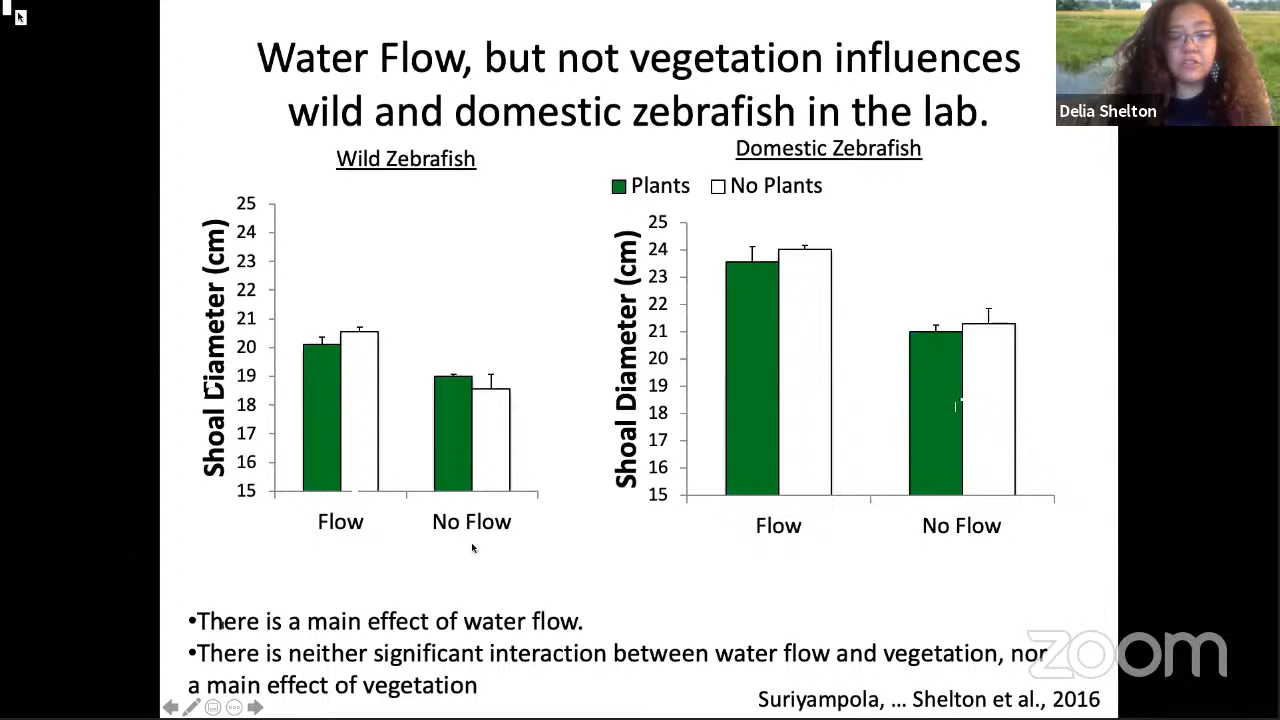 Water Flow, but not vegetation influences
wild and domestic zebrafish in the lab.
Delia Shelton
Wild Zebrafish
Domestic Zebrafish
Plants
No Plants
Shoal Diameter (cm)
25
24
23
22
21
20
19
18
17
16
15
Flow
No Flow
Shoal Diameter (cm)
25
24
23
22
21
20
19
18
17
16
15
Flow
No Flow
•There is a main effect of water flow.
•There is neither significant interaction between water flow and vegetation, nor
a main effect of vegetation
Suriyampola, ... Shelton et al., 2016
zoom